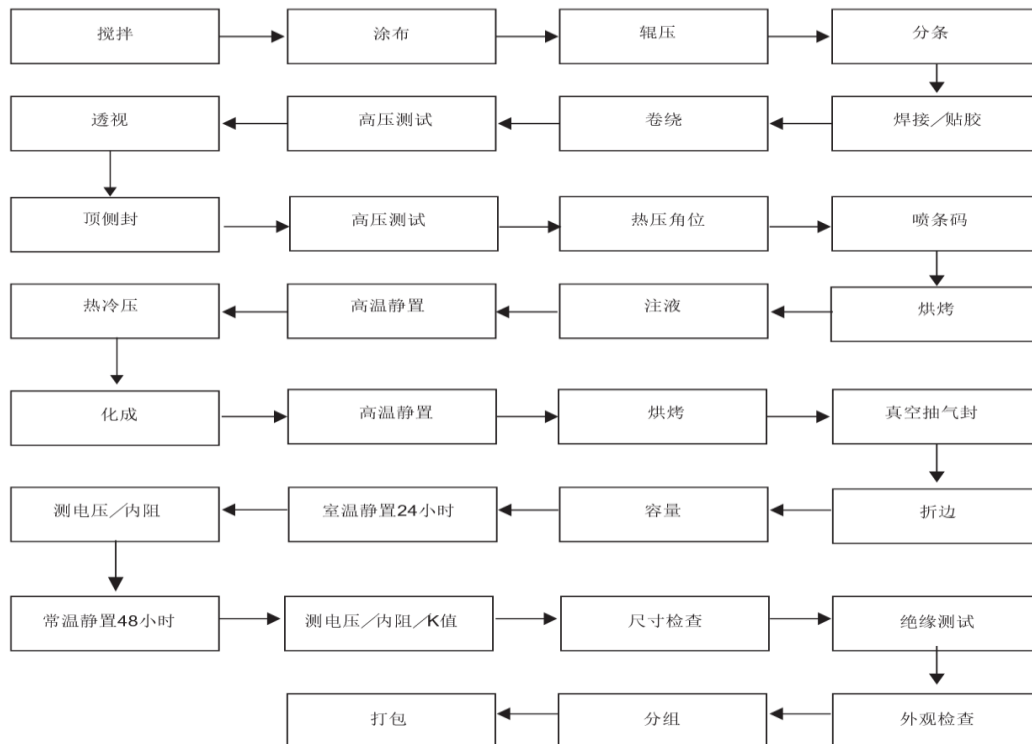 搅拌
涂布
辊压
分条
透视
高压测试
卷绕
焊接／贴胶
顶侧封
高压测试
热压角位
喷条码
热冷压
高温静置
注液
烘烤
化成
高温静置
烘烤
真空抽气封
测电压／内阻
室温静置24小时
容量
折边
常温静置48小时
测电压／内阻／K值
尺寸检查
绝缘测试
打包
分组
外观检查